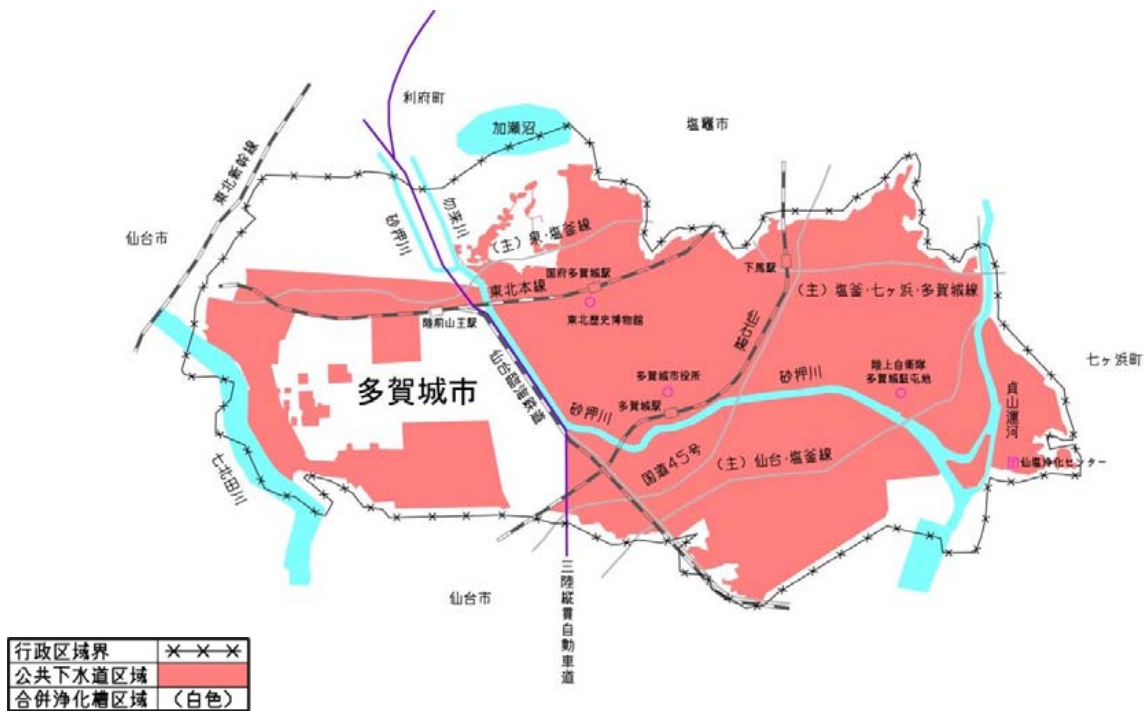 利府町
加瀬沼
塩竈市
東北新幹線
仙台市
砂押川
勿来川
(主)泉・塩釜線
国府多賀城駅
下馬駅
東北本線
(主)塩釜・七ヶ浜・多賀城線
陸前山王駅
東北歴史博物館
仙石線
七ヶ浜町
仙台臨海鉄道
多賀城市
多賀城市役所
砂押川
陸上自衛隊
多賀城駐屯地
多賀城駅
砂押川
貞山運河
七北田川
国道45号
(主)仙台・塩釜線
仙塩浄化センター
仙台市
三陸縦貫自動車道
行政区域界
公共下水道区域
合併浄化槽区域 (白色)